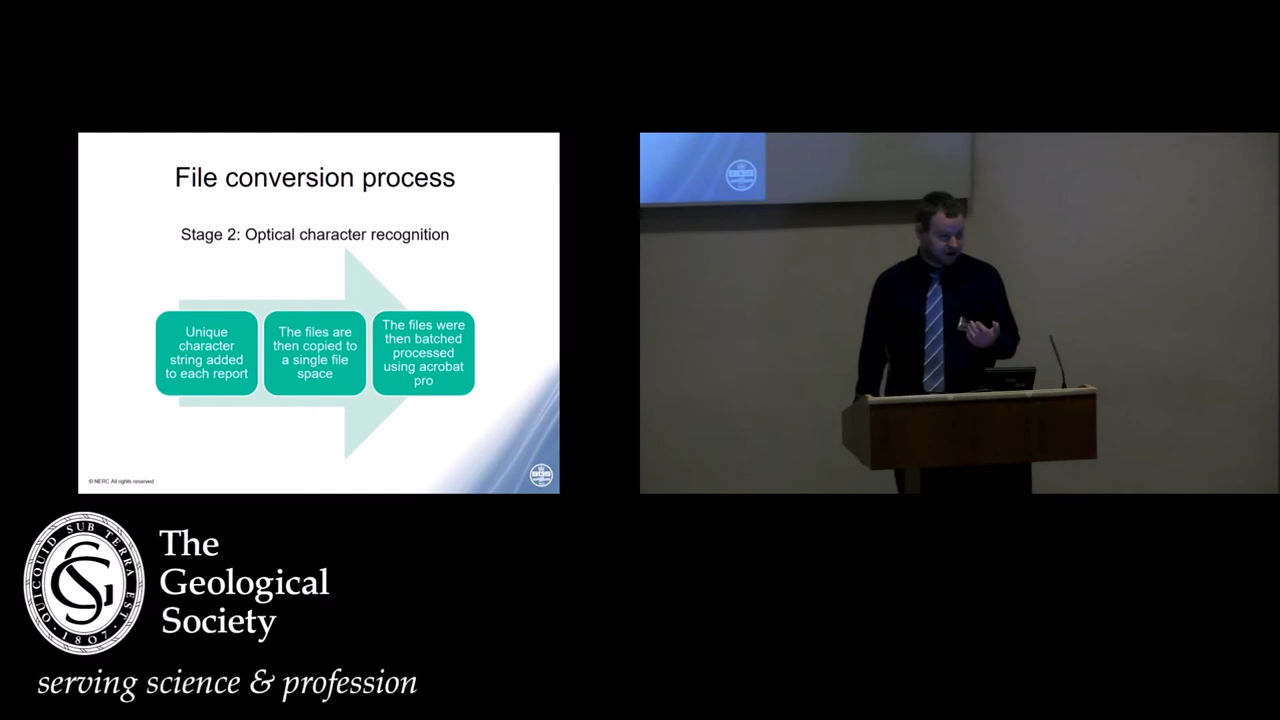 File conversion process
Stage 2: Optical character recognition
Unique
character
string added
to each report
The files are
then copied to
a single file
space
The files were
then batched
processed
using acrobat
pro
© NERC All rights reserved
BGS
BGS
QUICQUID SUB TERRA EST
1807
The
Geological
Society
serving science & profession